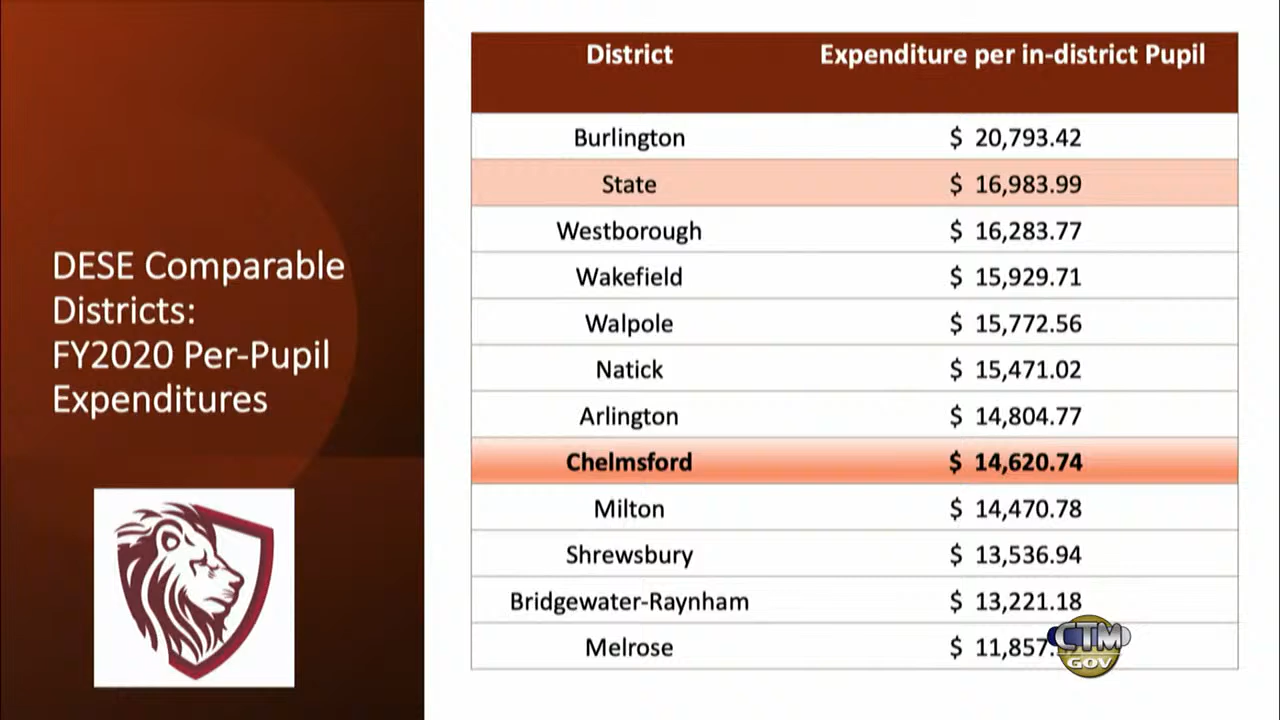 DESE Comparable
Districts:
FY2020 Per-Pupil
Expenditures
District Expenditure per in-district Pupil
Burlington $ 20,793.42
State $ 16,983.99
Westborough $ 16,283.77
Wakefield $ 15,929.71
Walpole $ 15,772.56
Natick $ 15,471.02
Arlington $ 14,804.77
Chelmsford $ 14,620.74
Milton $ 14,470.78
Shrewsbury $ 13,536.94
Bridgewater-Raynham $ 13,221.18
Melrose $ 11,857.
CTM
GOV